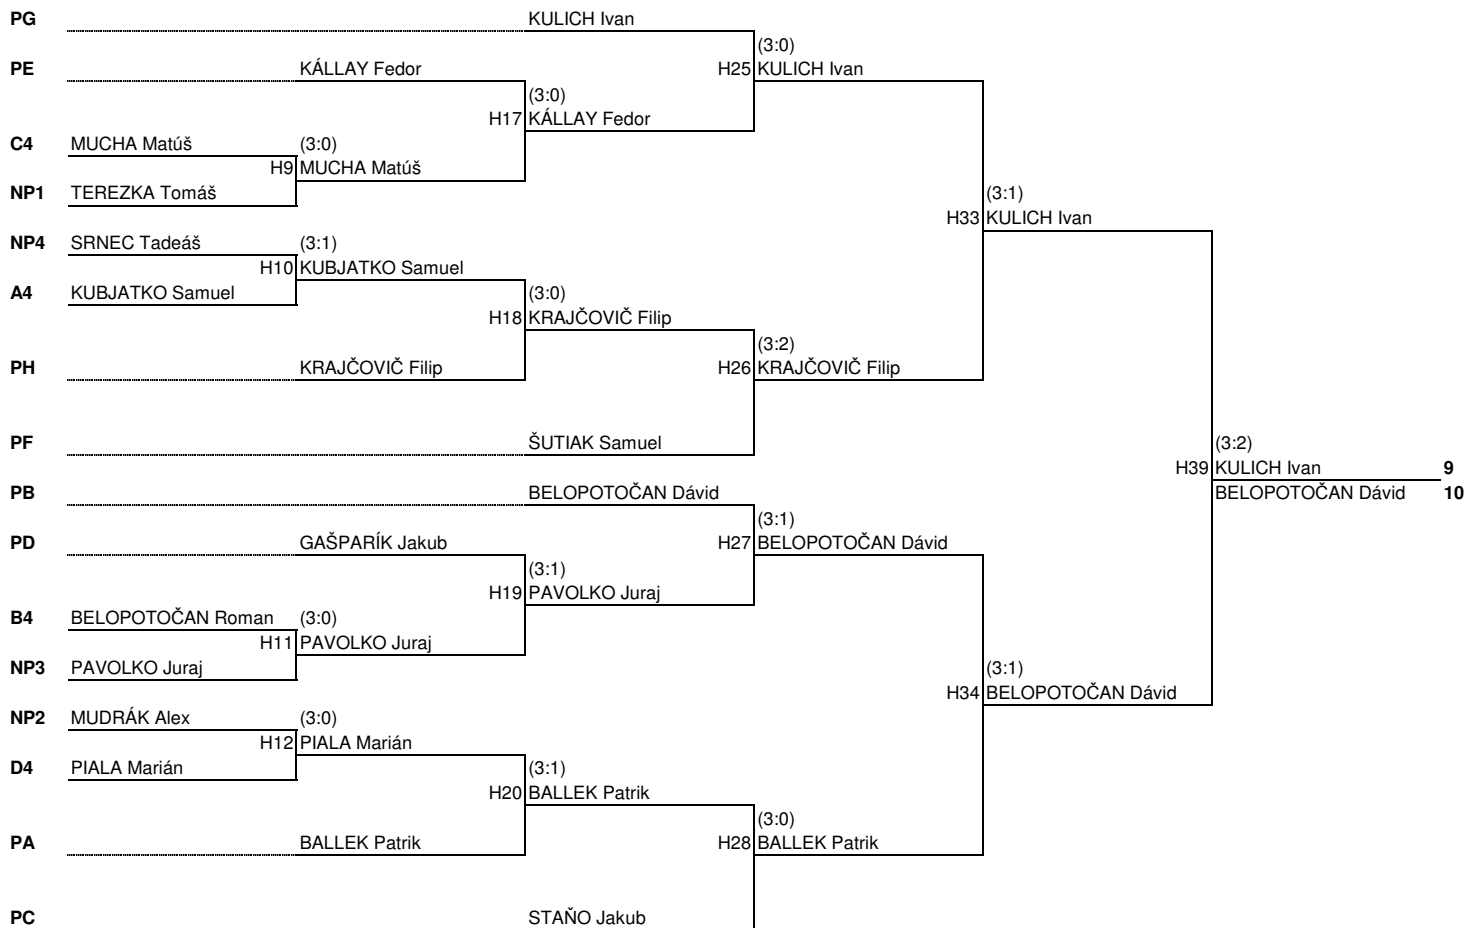 PG KULICH Ivan
(3:0)
PE KÁLLAY Fedor H25 KULICH Ivan
(3:0)
H17 KÁLLAY Fedor
C4 MUCHA Matúš (3:0)
H9 MUCHA Matúš
NP1 TEREZKA Tomáš (3:1)
H33 KULICH Ivan
NP4 SRNEC Tadeáš (3:1)
H10 KUBJATKO Samuel
A4 KUBJATKO Samuel (3:0)
H18 KRAJČOVIČ Filip
(3:2)
PH KRAJČOVIČ Filip H26 KRAJČOVIČ Filip
PF ŠUTIAK Samuel (3:2)
H39 KULICH Ivan 9
PB BELOPOTOČAN Dávid BELOPOTOČAN Dávid 10
(3:1)
PD GAŠPARÍK Jakub H27 BELOPOTOČAN Dávid
(3:1)
H19 PAVOLKO Juraj
B4 BELOPOTOČAN Roman (3:0)
H11 PAVOLKO Juraj
NP3 PAVOLKO Juraj (3:1)
H34 BELOPOTOČAN Dávid
NP2 MUDRÁK Alex (3:0)
H12 PIALA Marián
D4 PIALA Marián (3:1)
H20 BALLEK Patrik
(3:0)
PA BALLEK Patrik H28 BALLEK Patrik
PC STAŇO Jakub